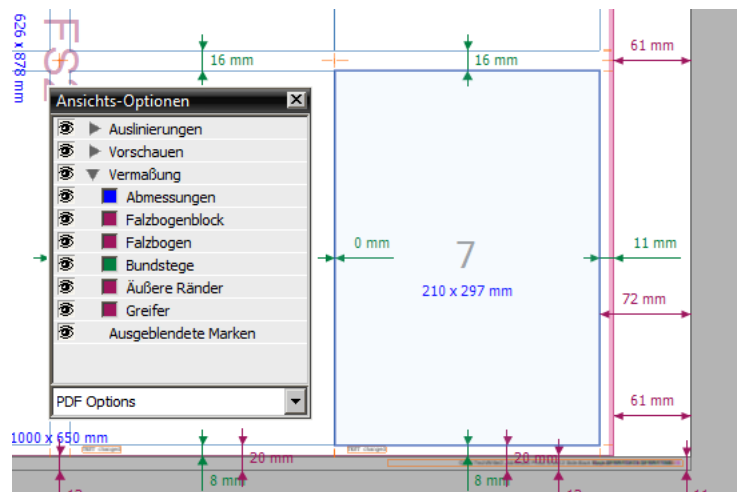 626 x 878 mm
FS1
16 mm
16 mm
61 mm
Ansichts-Optionen
Auslinierungen
Vorschauen
Vermaßung
Abmessungen
Falzbogenblock
Falzbogen
Bundstege
Äußere Ränder
Greifer
Ausgeblendete Marken
PDF Options
0 mm
7
210 x 297 mm
11 mm
72 mm
61 mm
1000 x 650 mm
20 mm
20 mm
8 mm
8 mm